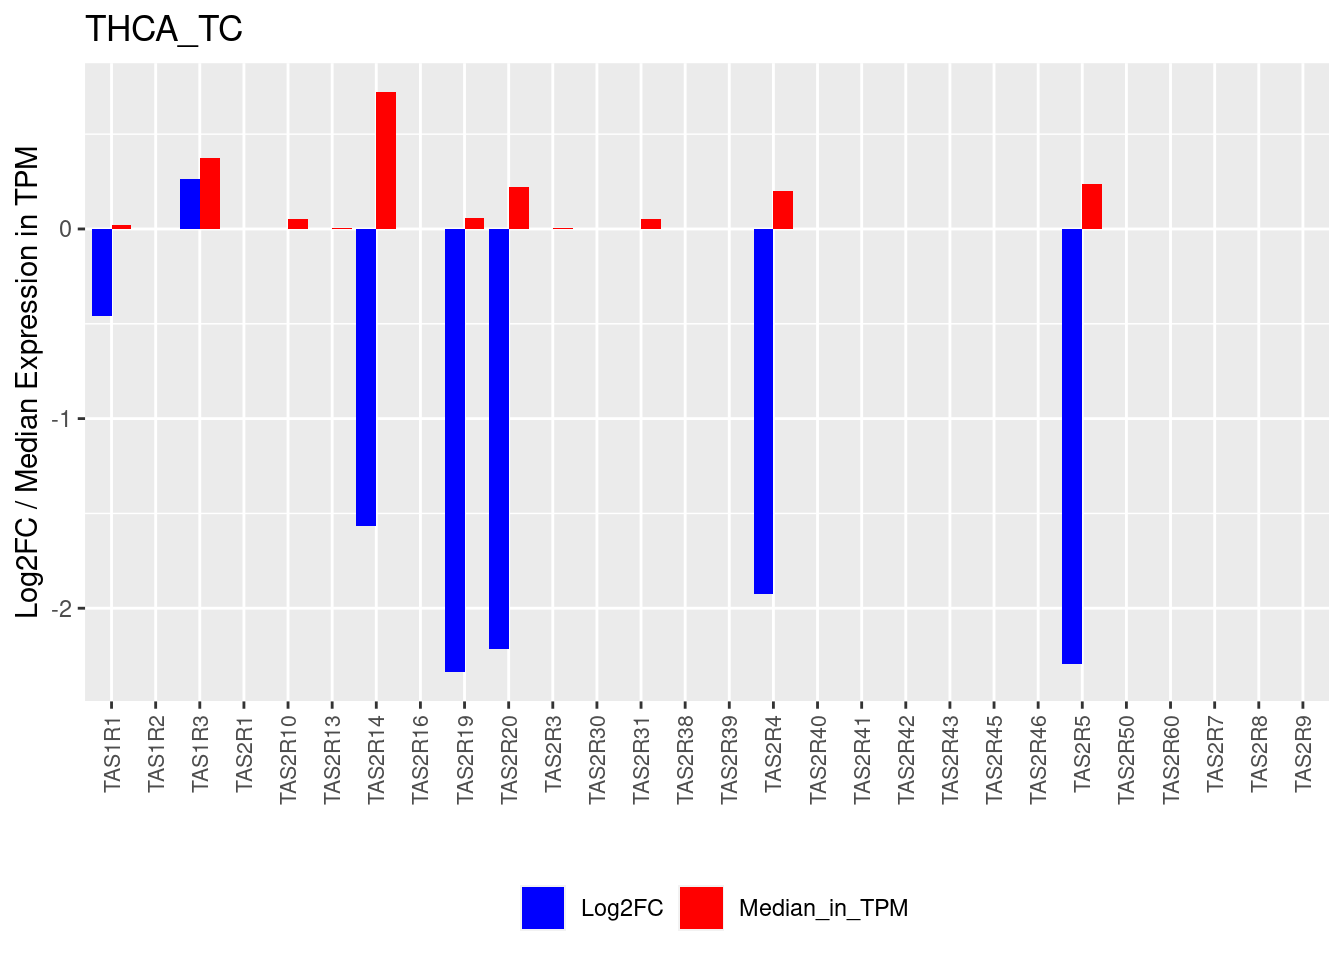 THCA_TC
Log2FC / Median Expression in TPM
0
-1
-2
TAS1R1
TAS1R2
TAS1R3
TAS2R1
TAS2R10
TAS2R13
TAS2R14
TAS2R16
TAS2R19
TAS2R20
TAS2R3
TAS2R30
TAS2R31
TAS2R38
TAS2R39
TAS2R4
TAS2R40
TAS2R41
TAS2R42
TAS2R43
TAS2R45
TAS2R46
TAS2R5
TAS2R50
TAS2R60
TAS2R7
TAS2R8
TAS2R9
Log2FC
Median_in_TPM